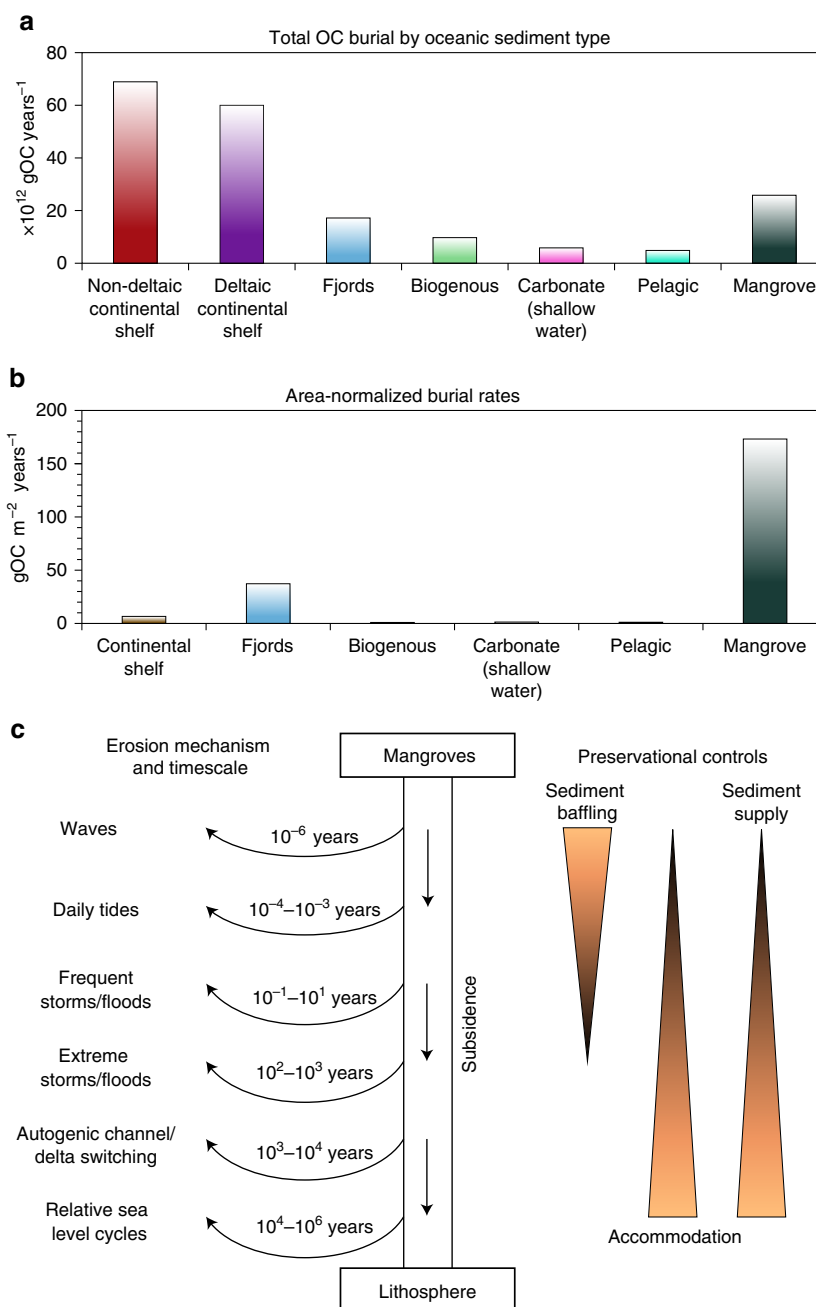 a
Total OC burial by oceanic sediment type
×10¹² gOC years⁻¹
80
60
40
20
0
Non-deltaic
continental
shelf
Deltaic
continental
shelf
Fjords
Biogenous
Carbonate
(shallow
water)
Pelagic
Mangrove
b
Area-normalized burial rates
gOC m⁻² years⁻¹
200
150
100
50
0
Continental
shelf
Fjords
Biogenous
Carbonate
(shallow
water)
Pelagic
Mangrove
c
Erosion mechanism
and timescale
Mangroves
Preservational controls
Sediment
baffling
Sediment
supply
Waves
10⁻⁶ years
Daily tides
10⁻⁴–10⁻³ years
Frequent
storms/floods
10⁻¹–10¹ years
Subsidence
Extreme
storms/floods
10²–10³ years
Autogenic channel/
delta switching
10³–10⁴ years
Relative sea
level cycles
10⁴–10⁶ years
Accommodation
Lithosphere